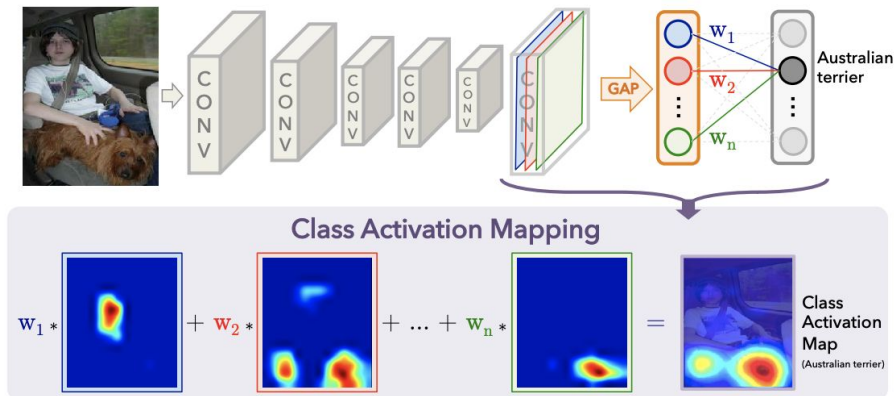 CONV
CONV
CONV
CONV
CONV
CONV
GAP
w1
w2
wn
Australian
terrier
Class Activation Mapping
w1 * + w2 * + ... + wn * =
Class
Activation
Map
(Australian terrier)